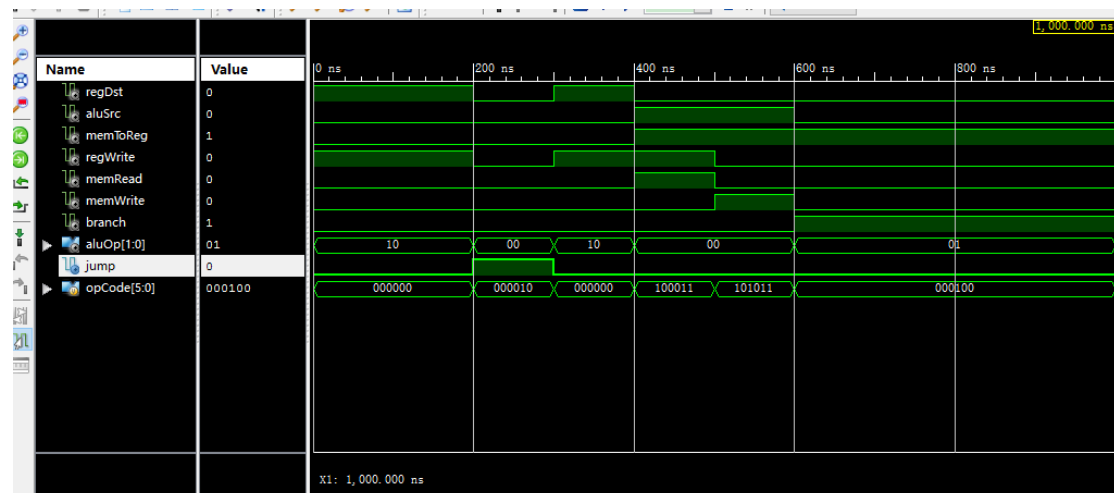 1,000.000 ns
Name Value 0 ns 200 ns 400 ns 600 ns 800 ns
regDst 0
aluSrc 0
memToReg 1
regWrite 0
memRead 0
memWrite 0
branch 1
aluOp[1:0] 01 10 00 10 00 01
jump 0
opCode[5:0] 000100 000000 000010 000000 100011 101011 000100
X1: 1,000.000 ns